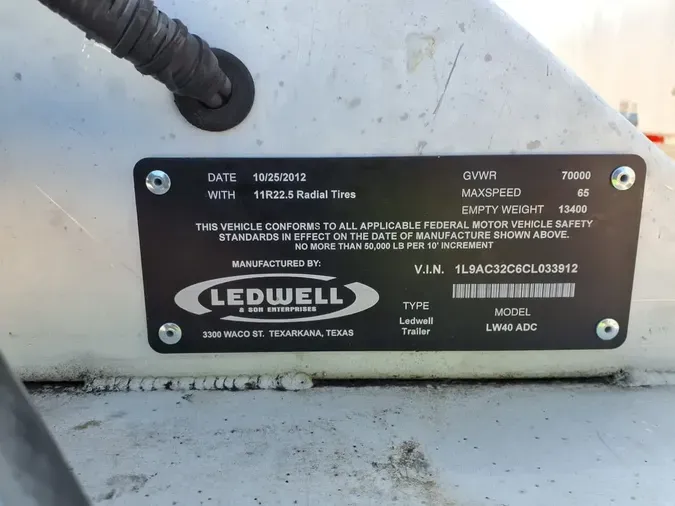 DATE 10/25/2012
WITH 11R22.5 Radial Tires
GVWR 70000
MAXSPEED 65
EMPTY WEIGHT 13400
THIS VEHICLE CONFORMS TO ALL APPLICABLE FEDERAL MOTOR VEHICLE SAFETY
STANDARDS IN EFFECT ON THE DATE OF MANUFACTURE SHOWN ABOVE.
NO MORE THAN 50,000 LB PER 10' INCREMENT
MANUFACTURED BY:
LEDWELL
& SON ENTERPRISES
3300 WACO ST. TEXARKANA, TEXAS
V.I.N. 1L9AC32C6CL033912
TYPE
Ledwell
Trailer
MODEL
LW40 ADC